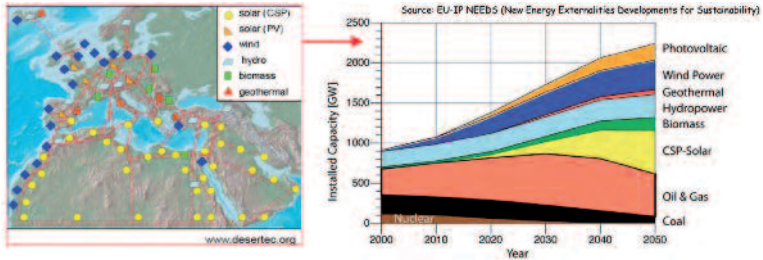 solar (CSP)
solar (PV)
wind
hydro
biomass
geothermal
www.desertec.org
Source: EU-IP NEEDS (New Energy Externalities Developments for Sustainability)
Installed Capacity [GW]
2500
2000
1500
1000
500
0
2000
2010
2020
2030
2040
2050
Year
Photovoltaic
Wind Power
Geothermal
Hydropower
Biomass
CSP-Solar
Oil & Gas
Coal
Nuclear